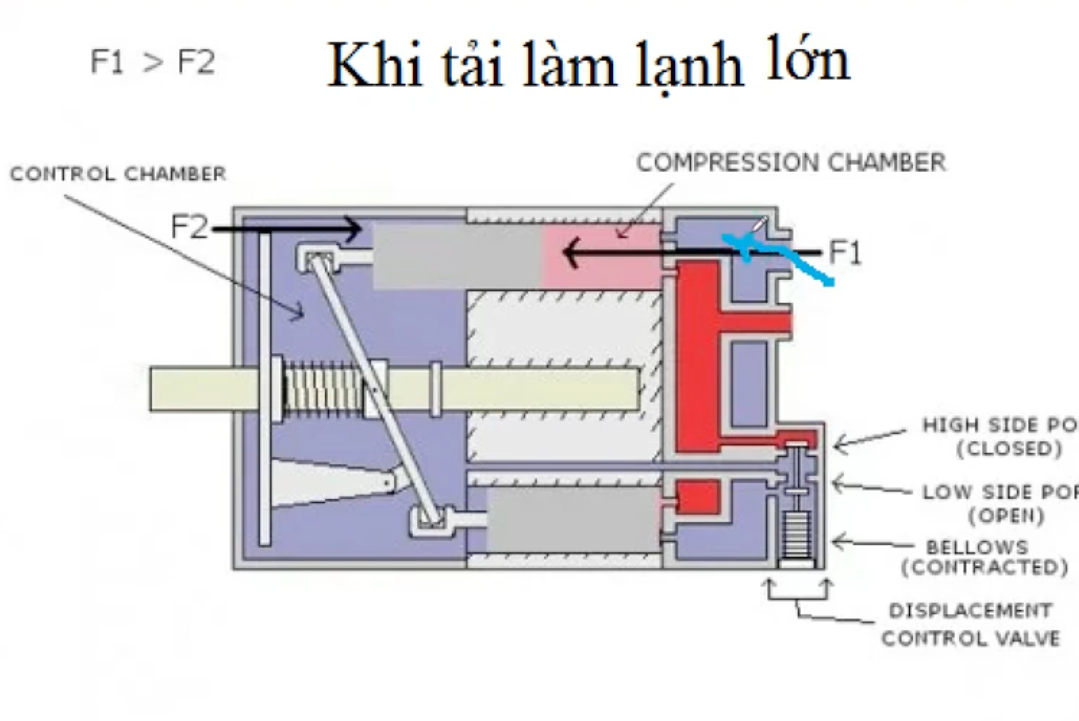 F1 > F2
Khi tải làm lạnh lớn
COMPRESSION CHAMBER
CONTROL CHAMBER
F2
F1
HIGH SIDE PO
(CLOSED)
LOW SIDE POR
(OPEN)
BELLOWS
(CONTRACTED)
DISPLACEMENT
CONTROL VALVE